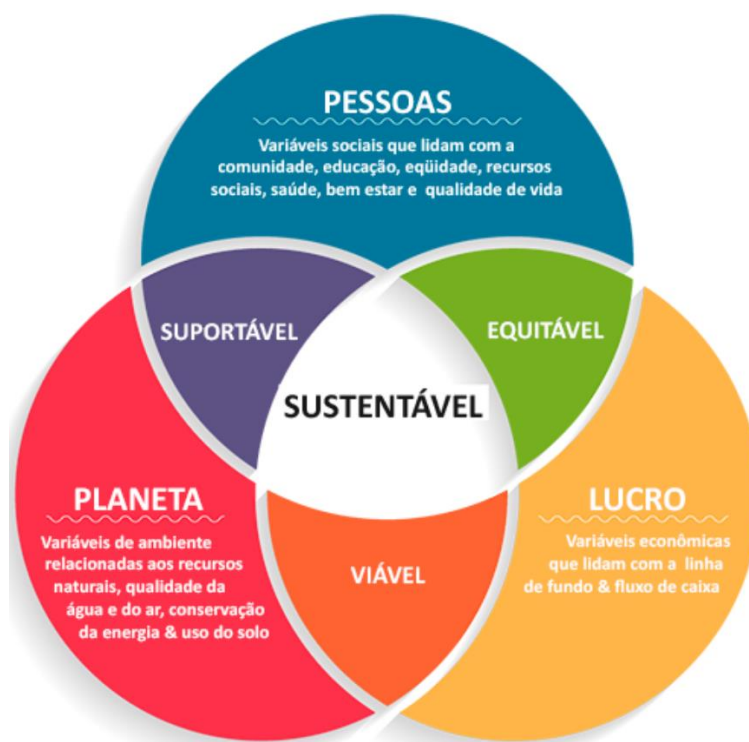 PESSOAS
Variáveis sociais que lidam com a
comunidade, educação, eqüidade, recursos
sociais, saúde, bem estar e qualidade de vida
SUPORTÁVEL
EQUITÁVEL
SUSTENTÁVEL
PLANETA
Variáveis de ambiente
relacionadas aos recursos
naturais, qualidade da
água e do ar, conservação
da energia & uso do solo
VIÁVEL
LUCRO
Variáveis econômicas
que lidam com a linha
de fundo & fluxo de caixa